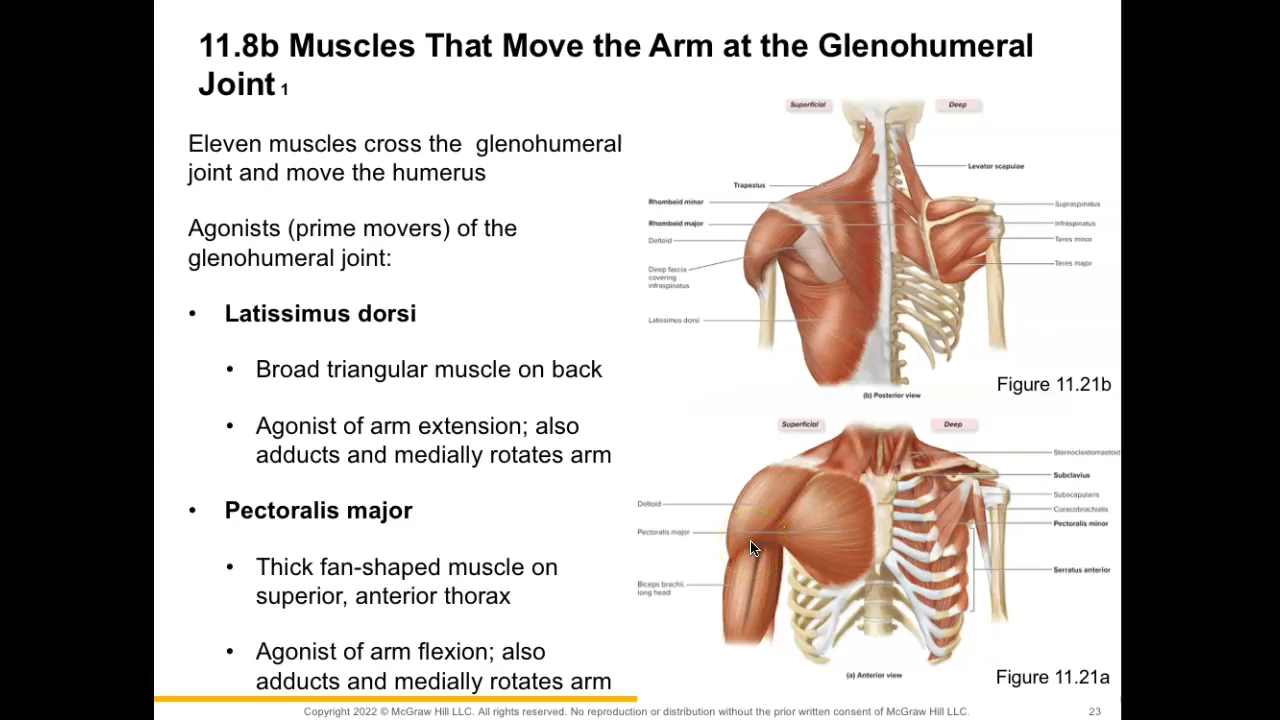 11.8b Muscles That Move the Arm at the Glenohumeral
Joint 1
Eleven muscles cross the glenohumeral
joint and move the humerus
Agonists (prime movers) of the
glenohumeral joint:
• Latissimus dorsi
• Broad triangular muscle on back
• Agonist of arm extension; also
adducts and medially rotates arm
• Pectoralis major
• Thick fan-shaped muscle on
superior, anterior thorax
• Agonist of arm flexion; also
adducts and medially rotates arm
Superficial
Deep
Levator scapulae
Trapezius
Rhomboid minor
Supraspinatus
Rhomboid major
Infraspinatus
Deltoid
Teres minor
Deep fascia
covering
infraspinatus
Teres major
Latissimus dorsi
Figure 11.21b
(b) Posterior view
Superficial
Deep
Sternocleidomastoid
Subclavius
Subscapularis
Deltoid
Coracobrachialis
Pectoralis minor
Pectoralis major
Serratus anterior
Biceps brachii,
long head
(a) Anterior view
Figure 11.21a
Copyright 2022 © McGraw Hill LLC. All rights reserved. No reproduction or distribution without the prior written consent of McGraw Hill LLC.
23